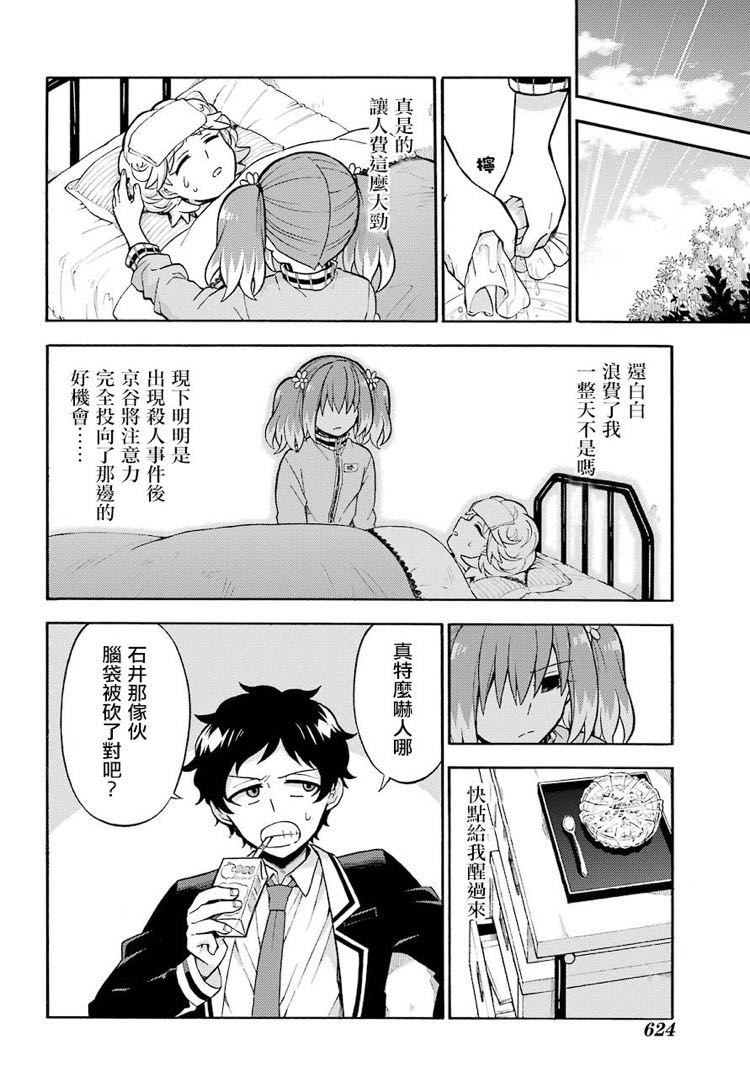 擰
真是的
讓人費這麼大勁
還白白
浪費了我
一整天不是嗎
現下明明是
出現殺人事件後
京谷將注意力
完全投向了那邊的
好機會……
快點給我醒過來
真特麼嚇人哪
石井那傢伙
腦袋被砍了對吧？
624